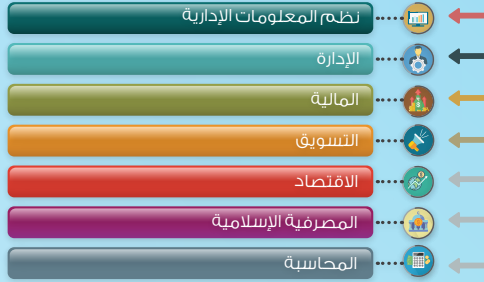 نظم المعلومات الإدارية
الإدارة
المالية
التسويق
الاقتصاد
المصرفية الإسلامية
المحاسبة